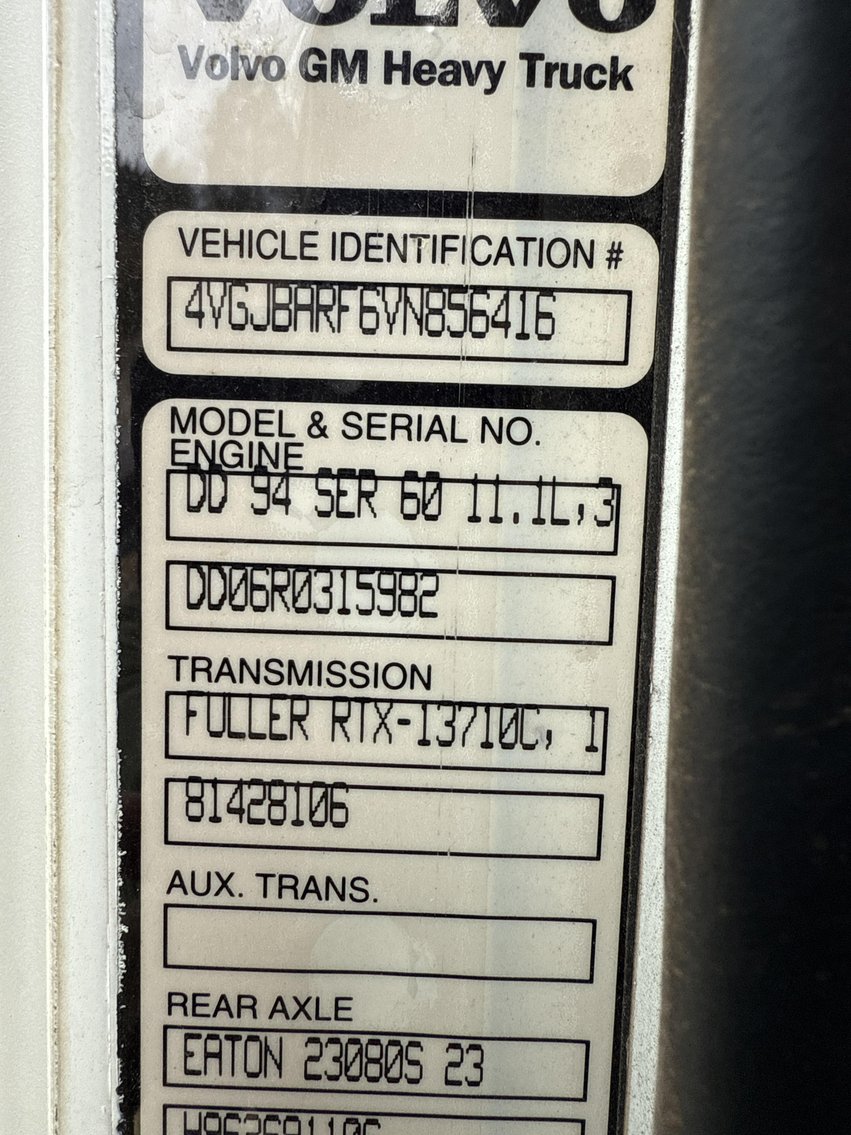 VOLVO
Volvo GM Heavy Truck
VEHICLE IDENTIFICATION #
4VGJBARF6VN856416
MODEL & SERIAL NO.
ENGINE
DD 94 SER 60 11.1L,3
DD06R0315982
TRANSMISSION
FULLER RTX-13710C, 1
81428106
AUX. TRANS.
REAR AXLE
EATON 23080S 23